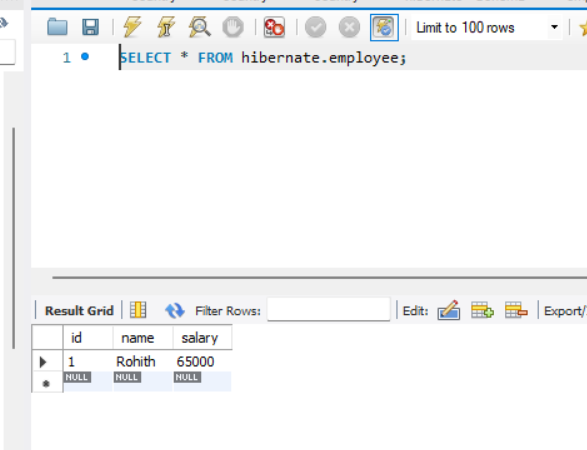 Limit to 100 rows
1 SELECT * FROM hibernate.employee;
Result Grid Filter Rows: Edit: Export/
id name salary
1 Rohith 65000
NULL NULL NULL